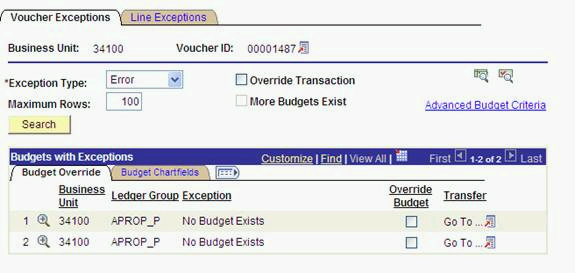 Voucher Exceptions Line Exceptions
Business Unit: 34100 Voucher ID: 00001487
*Exception Type: Error Override Transaction
Maximum Rows: 100 More Budgets Exist Advanced Budget Criteria
Search
Budgets with Exceptions Customize | Find | View All | First 1-2 of 2 Last
Budget Override Budget Chartfields
Business Unit Ledger Group Exception Override Budget Transfer
1 34100 APROP_P No Budget Exists Go To ...
2 34100 APROP_P No Budget Exists Go To ...